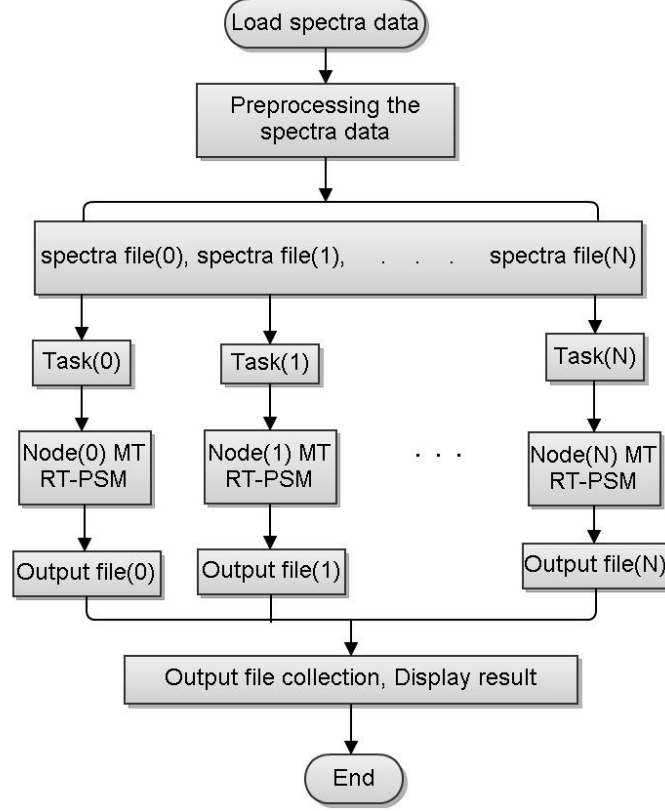 Load spectra data
Preprocessing the
spectra data
spectra file(0), spectra file(1), . . . spectra file(N)
Task(0)
Task(1)
Task(N)
Node(0) MT
RT-PSM
Node(1) MT
RT-PSM
. . .
Node(N) MT
RT-PSM
Output file(0)
Output file(1)
Output file(N)
Output file collection, Display result
End